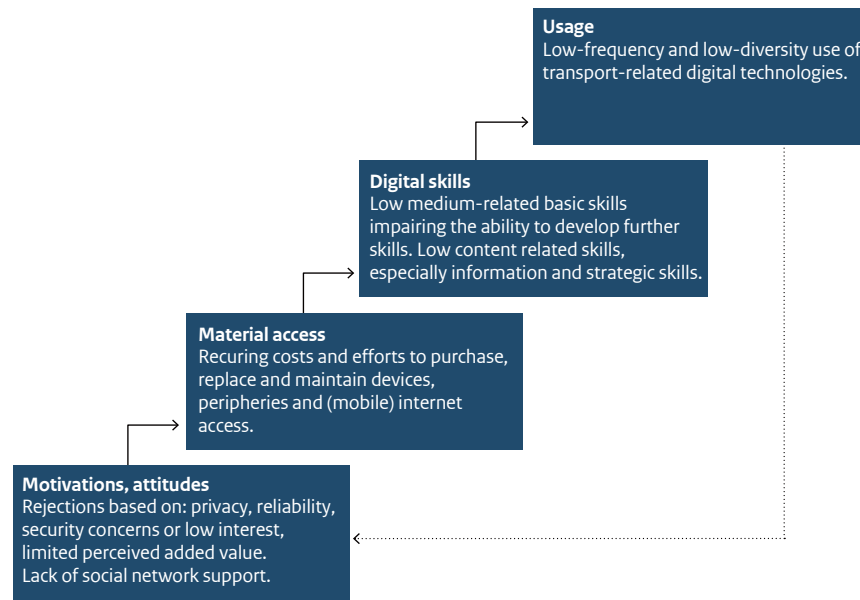 Usage
Low-frequency and low-diversity use of
transport-related digital technologies.
Digital skills
Low medium-related basic skills
impairing the ability to develop further
skills. Low content related skills,
especially information and strategic skills.
Material access
Recuring costs and efforts to purchase,
replace and maintain devices,
peripheries and (mobile) internet
access.
Motivations, attitudes
Rejections based on: privacy, reliability,
security concerns or low interest,
limited perceived added value.
Lack of social network support.